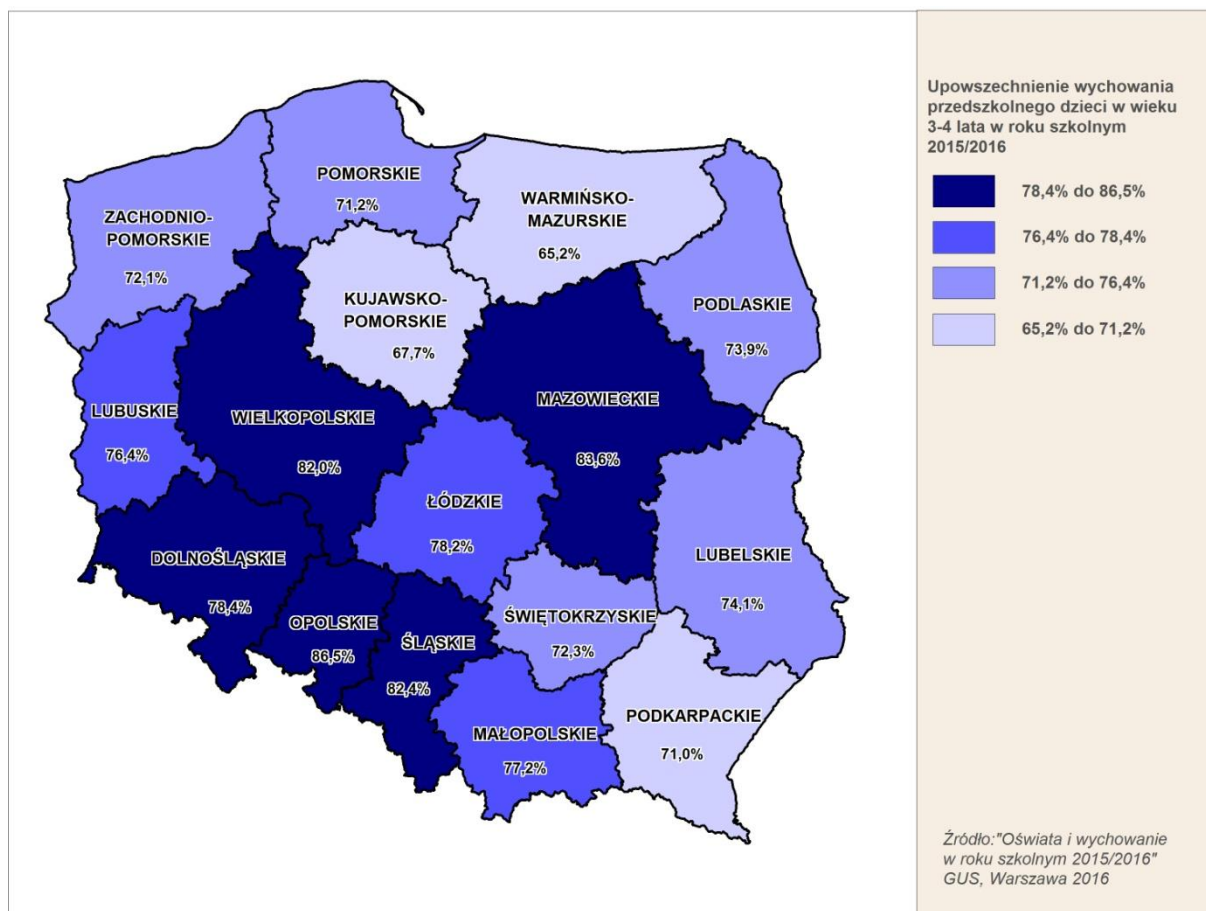 POMORSKIE
71,2%
WARMIŃSKO-
MAZURSKIE
65,2%
ZACHODNIO-
POMORSKIE
72,1%
KUJAWSKO-
POMORSKIE
67,7%
PODLASKIE
73,9%
LUBUSKIE
76,4%
WIELKOPOLSKIE
82,0%
MAZOWIECKIE
83,6%
ŁÓDZKIE
78,2%
DOLNOŚLĄSKIE
78,4%
LUBELSKIE
74,1%
OPOLSKIE
86,5%
ŚLĄSKIE
82,4%
ŚWIĘTOKRZYSKIE
72,3%
MAŁOPOLSKIE
77,2%
PODKARPACKIE
71,0%
Upowszechnienie wychowania
przedszkolnego dzieci w wieku
3-4 lata w roku szkolnym
2015/2016
78,4% do 86,5%
76,4% do 78,4%
71,2% do 76,4%
65,2% do 71,2%
Źródło:"Oświata i wychowanie
w roku szkolnym 2015/2016"
GUS, Warszawa 2016